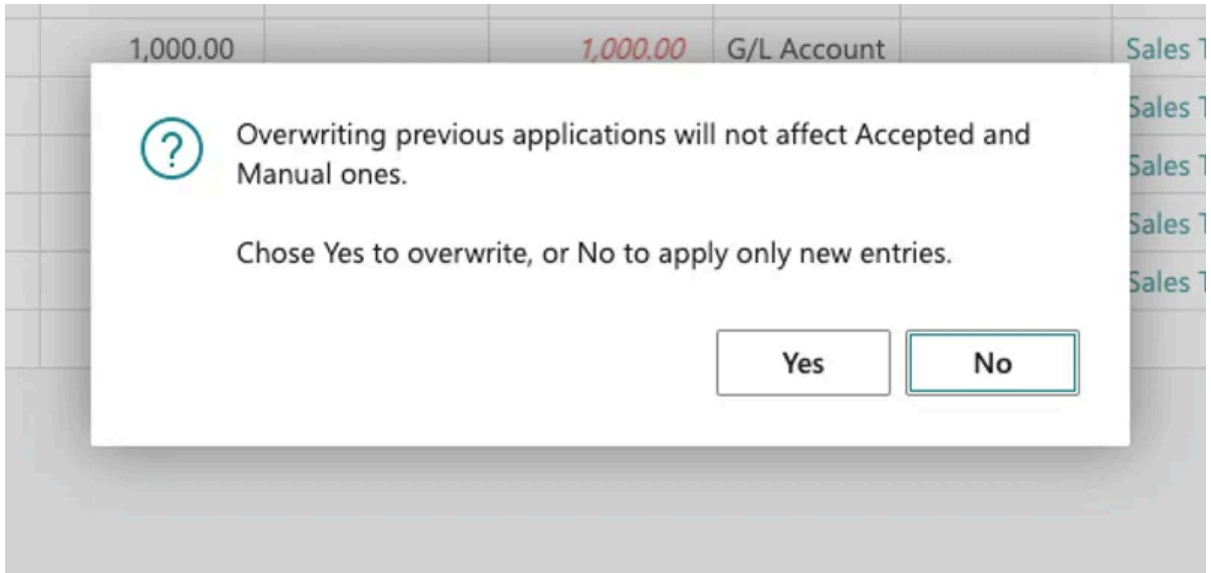 1,000.00 1,000.00 G/L Account Sales T
Sales T
Overwriting previous applications will not affect Accepted and
Manual ones.
Sales T
Sales T
Chose Yes to overwrite, or No to apply only new entries.
Sales T
Yes No